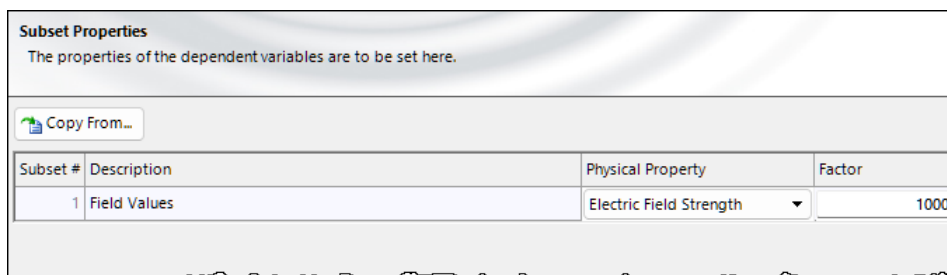 Subset Properties
The properties of the dependent variables are to be set here.
Copy From...
Subset # Description Physical Property Factor
1 Field Values Electric Field Strength 1000